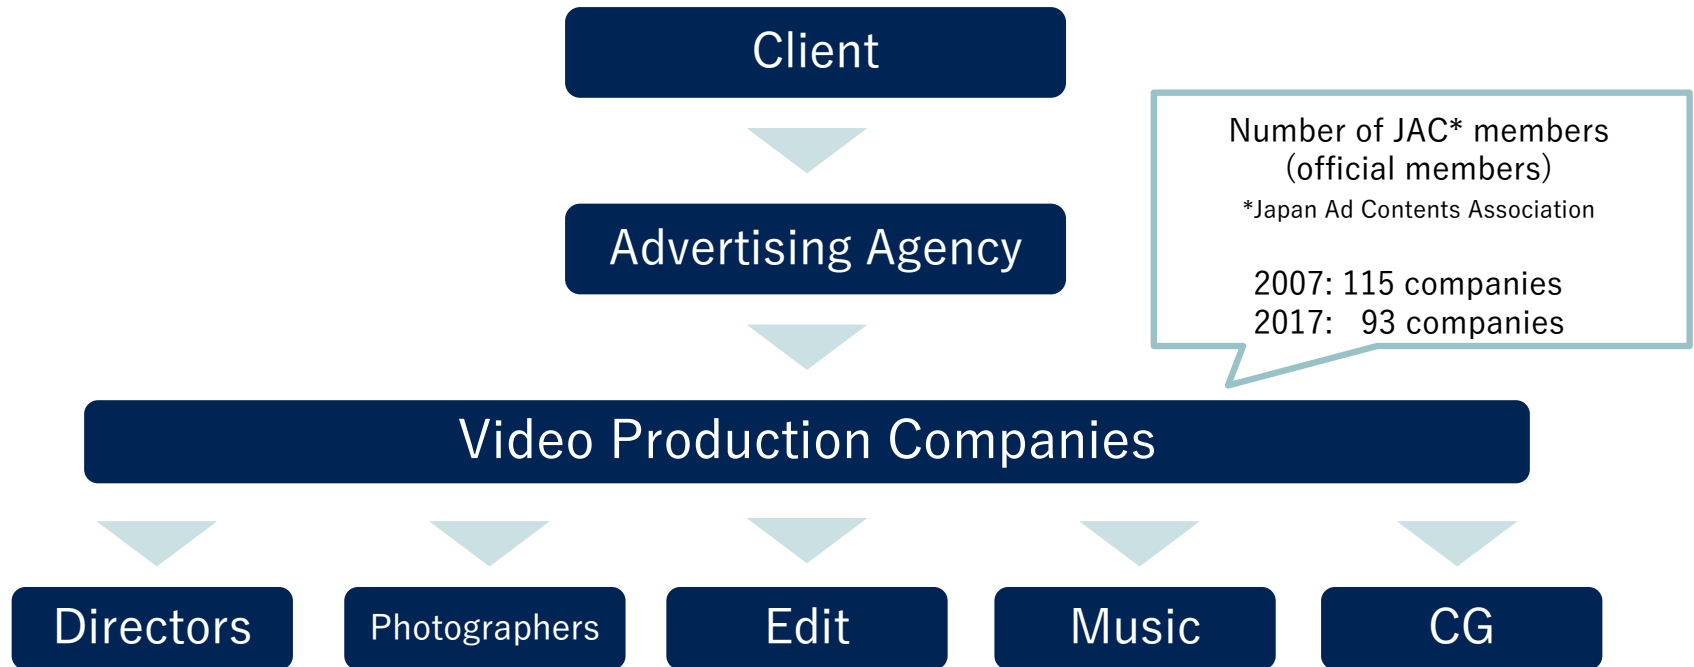 Client
Number of JAC* members
(official members)
*Japan Ad Contents Association
Advertising Agency
2007: 115 companies
2017: 93 companies
Video Production Companies
Directors
Photographers
Edit
Music
CG